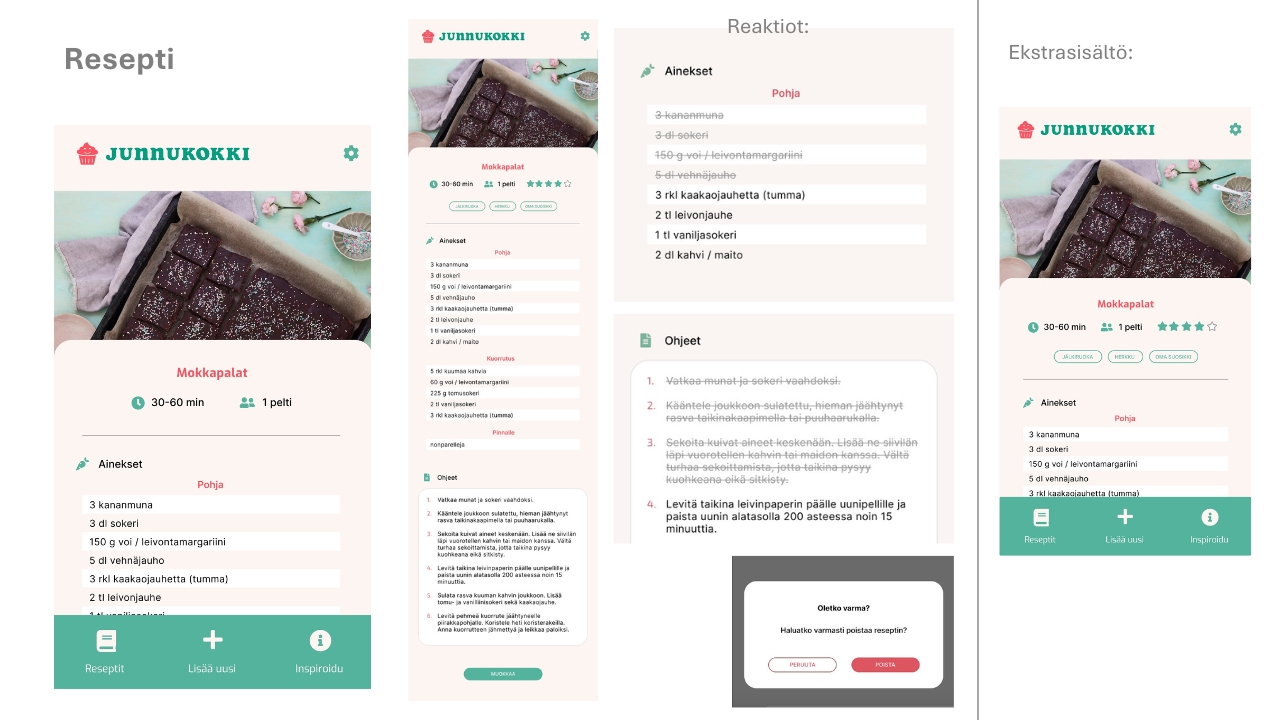 Resepti
JUNNUKOKKI
Mokkapalat
30-60 min
1 pelti
Ainekset
Pohja
3 kananmuna
3 dl sokeri
150 g voi / leivontamargariini
5 dl vehnäjauho
3 rkl kaakaojauhetta (tumma)
2 tl leivonjauhe
1 tl vaniljasokeri
Reseptit
Lisää uusi
Inspiroidu
JUNNUKOKKI
Mokkapalat
30-60 min
1 pelti
JÄLKIRUOKA
HERKKU
OMA SUOSIKKI
Ainekset
Pohja
3 kananmuna
3 dl sokeri
150 g voi / leivontamargariini
5 dl vehnäjauho
3 rkl kaakaojauhetta (tumma)
2 tl leivonjauhe
1 tl vaniljasokeri
2 dl kahvi / maito
Kuorrutus
5 rkl kuumaa kahvia
60 g voi / leivontamargariini
225 g tomusokeri
2 tl vaniljasokeri
3 rkl kaakaojauhetta (tumma)
Pinnalle
nonparelleja
Ohjeet
1. Vatkaa munat ja sokeri vaahdoksi.
2. Kääntele joukkoon sulatettu, hieman jäähtynyt
rasva taikinakaapimella tai puuhaarukalla.
3. Sekoita kuivat aineet keskenään. Lisää ne siivilän
läpi vuorotellen kahvin tai maidon kanssa. Vältä
turhaa sekoittamista, jotta taikina pysyy
kuohkeana eikä sitkisty.
4. Levitä taikina leivinpaperin päälle uunipellille ja
paista uunin alatasolla 200 asteessa noin 15
minuuttia.
5. Sulata rasva kuuman kahvin joukkoon. Lisää
tomu- ja vanilliinisokeri sekä kaakaojauhe.
6. Levitä pehmeä kuorrute jäähtyneelle
piirakkapohjalle. Koristele heti koristerakeilla.
Anna kuorrutteen jähmettyä ja leikkaa paloiksi.
MUOKKAA
Reaktiot:
Ainekset
Pohja
3 kananmuna
3 dl sokeri
150 g voi / leivontamargariini
5 dl vehnäjauho
3 rkl kaakaojauhetta (tumma)
2 tl leivonjauhe
1 tl vaniljasokeri
2 dl kahvi / maito
Ohjeet
1. Vatkaa munat ja sokeri vaahdoksi.
2. Kääntele joukkoon sulatettu, hieman jäähtynyt
rasva taikinakaapimella tai puuhaarukalla.
3. Sekoita kuivat aineet keskenään. Lisää ne siivilän
läpi vuorotellen kahvin tai maidon kanssa. Vältä
turhaa sekoittamista, jotta taikina pysyy
kuohkeana eikä sitkisty.
4. Levitä taikina leivinpaperin päälle uunipellille ja
paista uunin alatasolla 200 asteessa noin 15
minuuttia.
Oletko varma?
Haluatko varmasti poistaa reseptin?
PERUUTA
POISTA
Ekstrasisältö:
JUNNUKOKKI
Mokkapalat
30-60 min
1 pelti
JÄLKIRUOKA
HERKKU
OMA SUOSIKKI
Ainekset
Pohja
3 kananmuna
3 dl sokeri
150 g voi / leivontamargariini
5 dl vehnäjauho
3 rkl kaakaojauhetta (tumma)
Reseptit
Lisää uusi
Inspiroidu